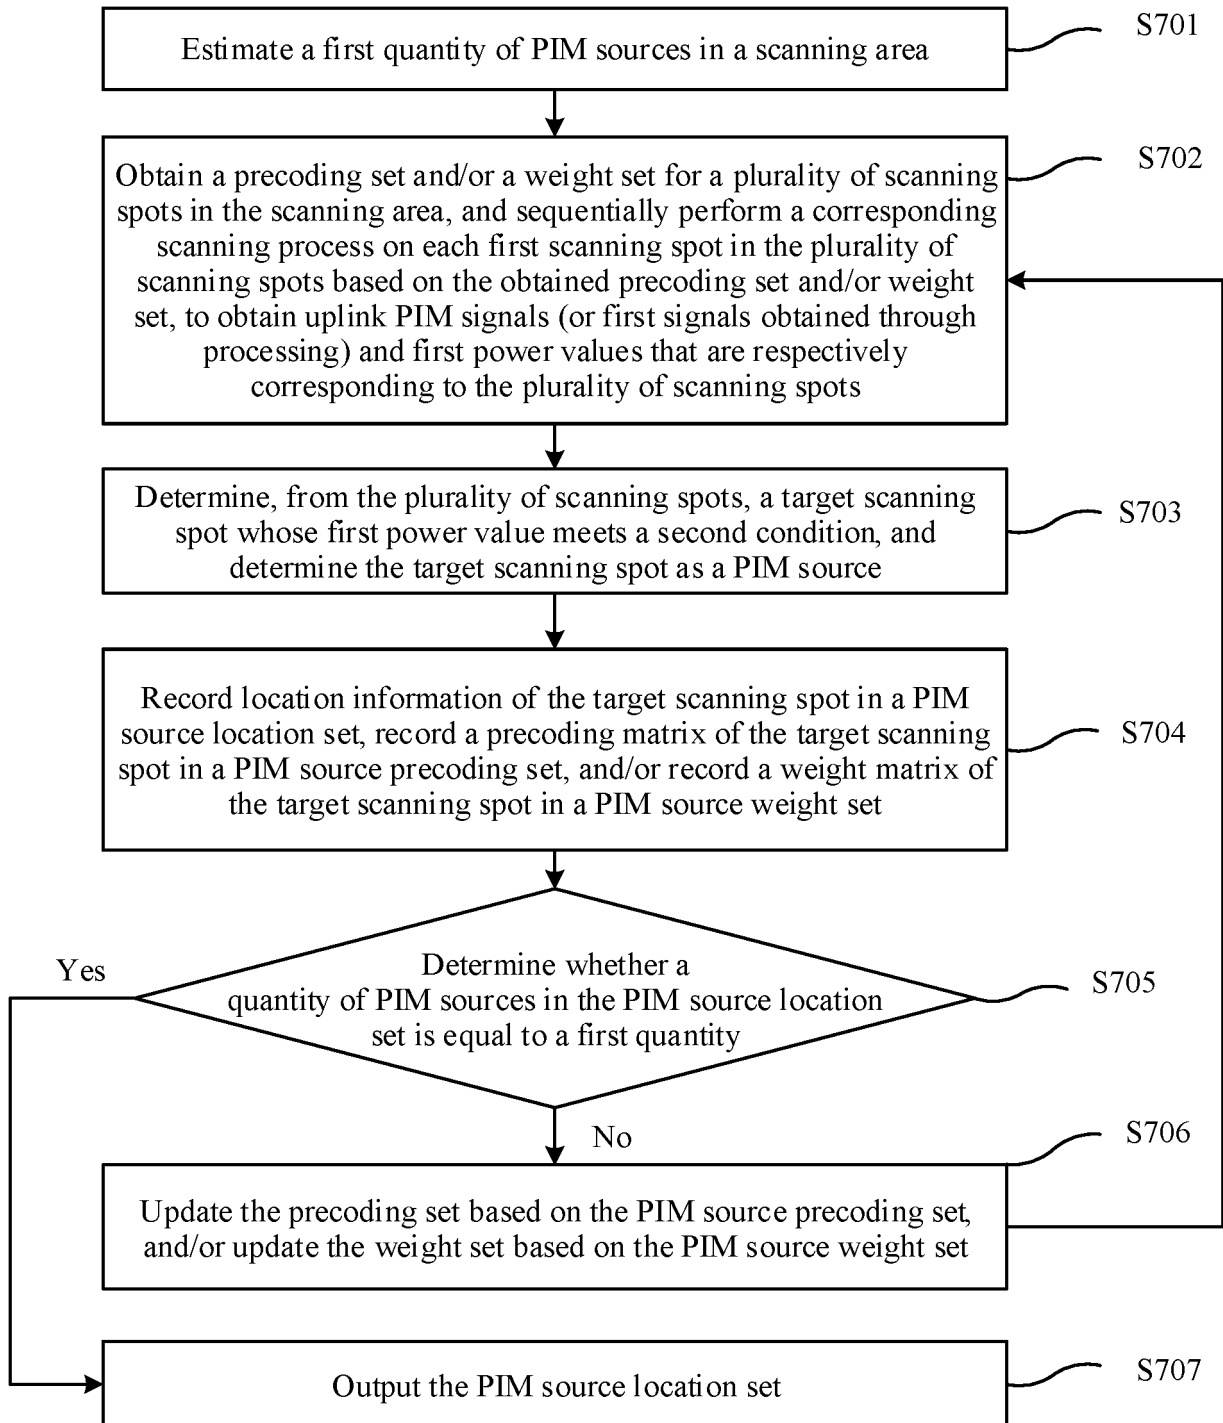 Estimate a first quantity of PIM sources in a scanning area
S701
Obtain a precoding set and/or a weight set for a plurality of scanning
spots in the scanning area, and sequentially perform a corresponding
scanning process on each first scanning spot in the plurality of
scanning spots based on the obtained precoding set and/or weight
set, to obtain uplink PIM signals (or first signals obtained through
processing) and first power values that are respectively
corresponding to the plurality of scanning spots
S702
Determine, from the plurality of scanning spots, a target scanning
spot whose first power value meets a second condition, and
determine the target scanning spot as a PIM source
S703
Record location information of the target scanning spot in a PIM
source location set, record a precoding matrix of the target scanning
spot in a PIM source precoding set, and/or record a weight matrix of
the target scanning spot in a PIM source weight set
S704
Determine whether a
quantity of PIM sources in the PIM source location
set is equal to a first quantity
S705
Yes
No
S706
Update the precoding set based on the PIM source precoding set,
and/or update the weight set based on the PIM source weight set
Output the PIM source location set
S707